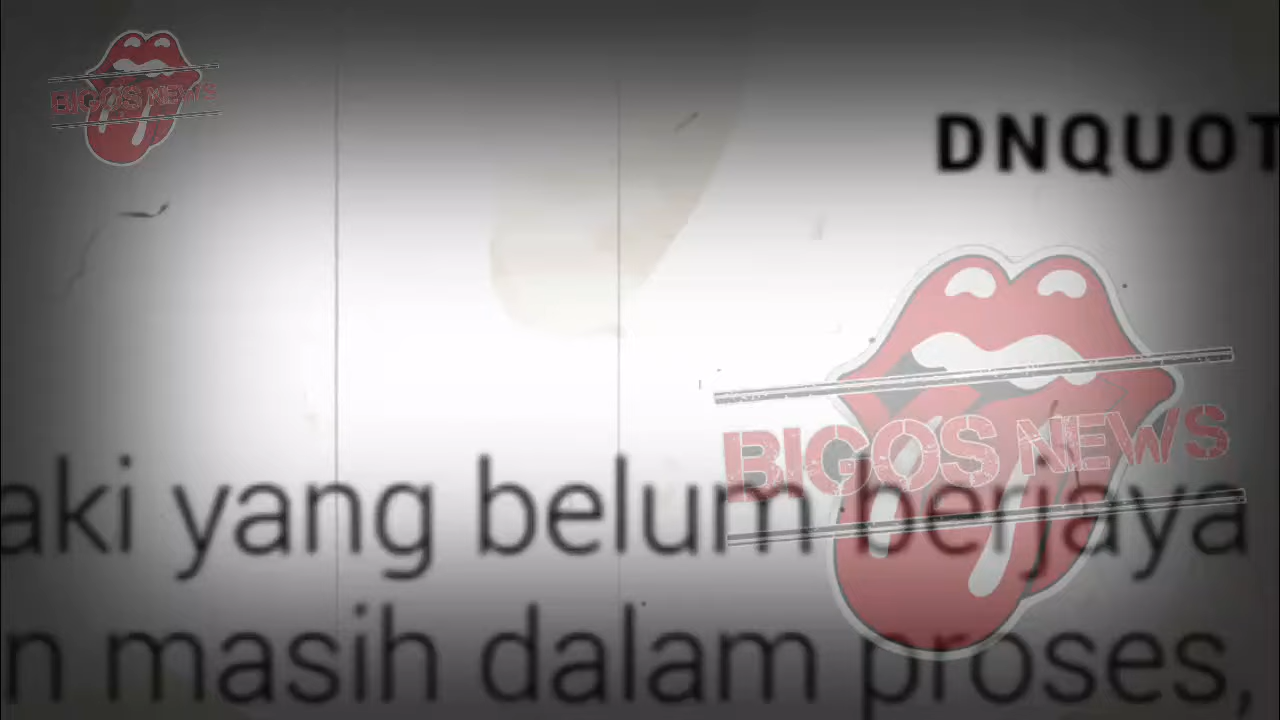 BIGOS NEWS
DNQUOT
BIGOS NEWS
aki yang belum berjaya
n masih dalam proses,